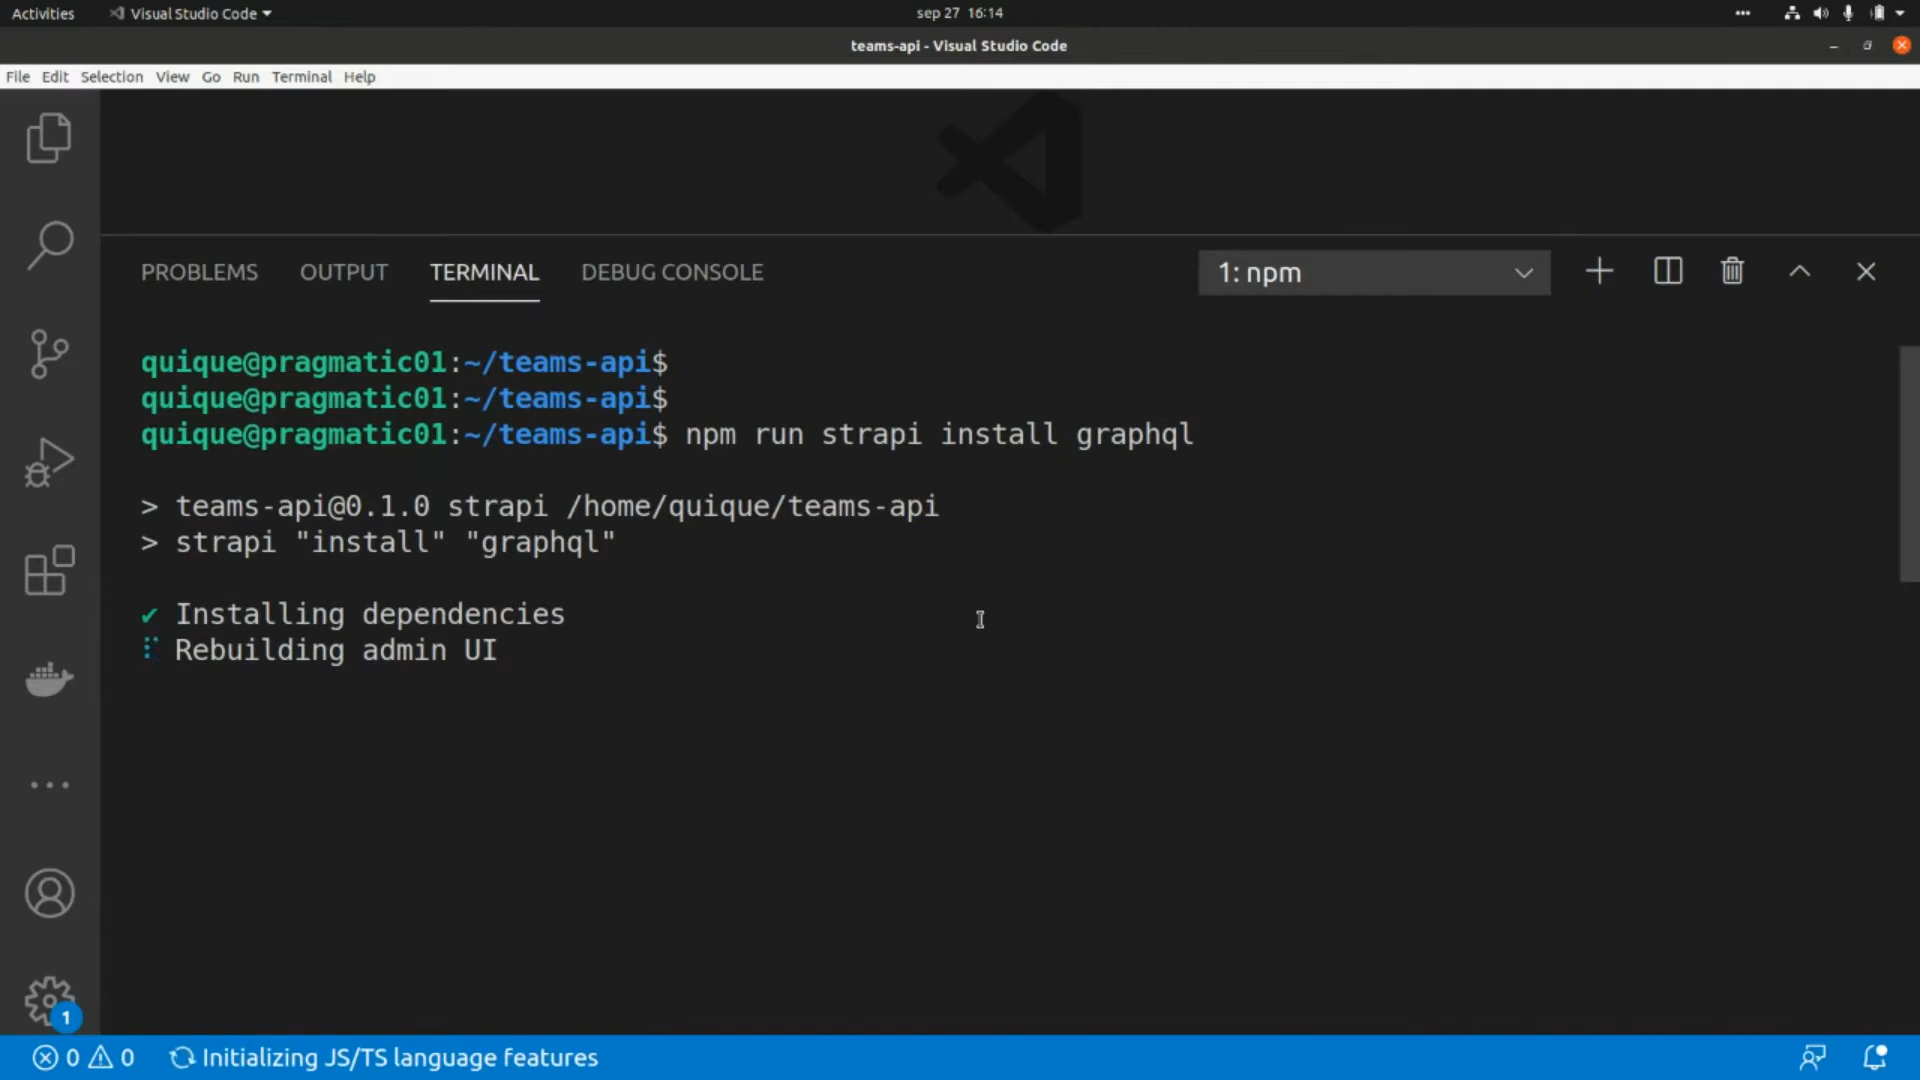 Activities Visual Studio Code sep 27 16:14
teams-api - Visual Studio Code
File Edit Selection View Go Run Terminal Help
PROBLEMS OUTPUT TERMINAL DEBUG CONSOLE 1: npm
quique@pragmatic01:~/teams-api$
quique@pragmatic01:~/teams-api$
quique@pragmatic01:~/teams-api$ npm run strapi install graphql
> teams-api@0.1.0 strapi /home/quique/teams-api
> strapi "install" "graphql"
✔ Installing dependencies
⠏ Rebuilding admin UI
1
0 0 Initializing JS/TS language features